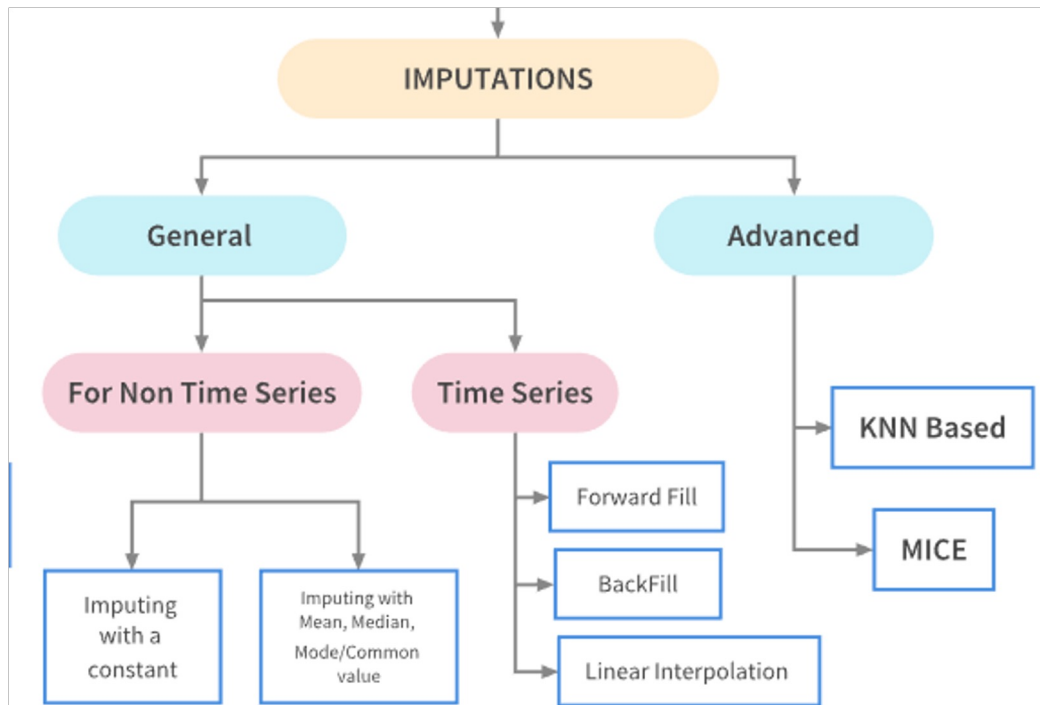 IMPUTATIONS
General
Advanced
For Non Time Series
Time Series
KNN Based
Forward Fill
MICE
BackFill
Imputing
with a
constant
Imputing with
Mean, Median,
Mode/Common
value
Linear Interpolation